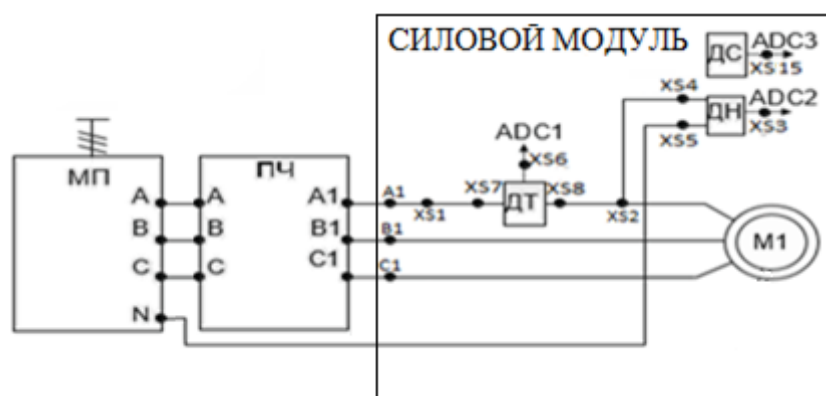 СИЛОВОЙ МОДУЛЬ
ДС
ADC3
XS15
XS4
ДН
ADC2
XS3
XS5
ADC1
XS6
МП
ПЧ
A
A
A1
A1
XS1
XS7
ДТ
XS8
XS2
B
B
B1
B1
M1
C
C
C1
C1
N